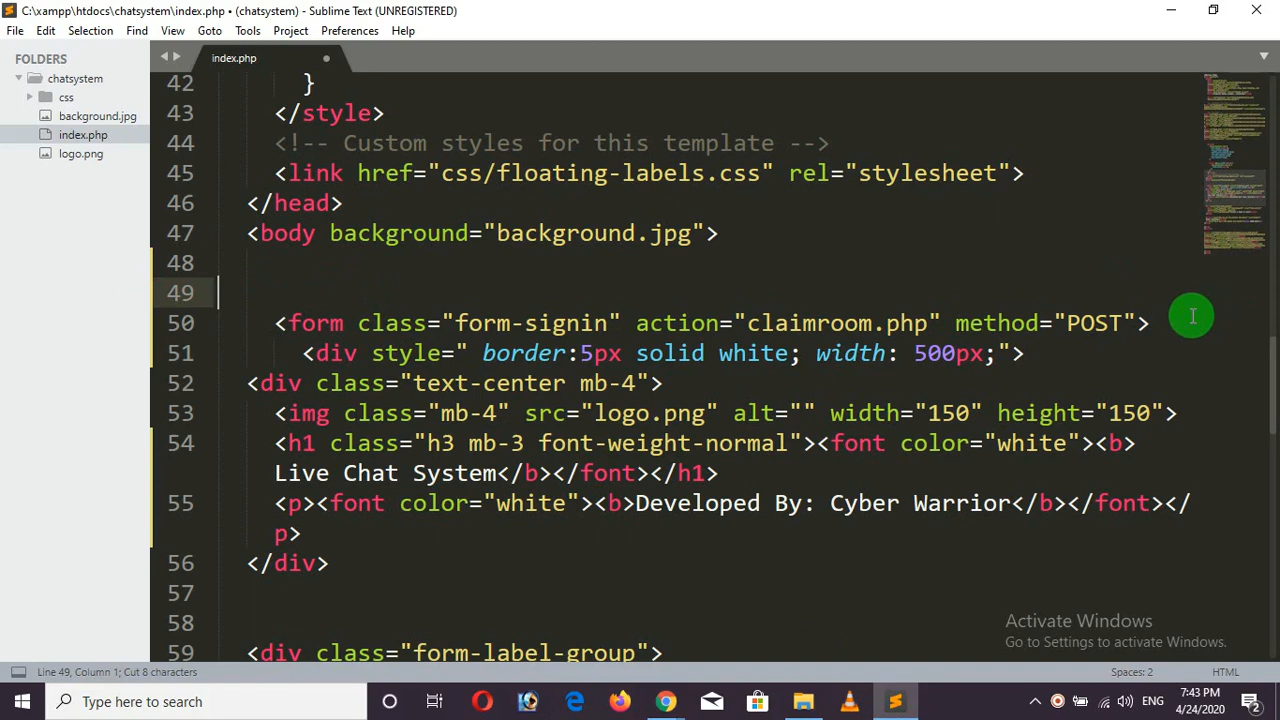 C:\xampp\htdocs\chatsystem\index.php • (chatsystem) - Sublime Text (UNREGISTERED)
File Edit Selection Find View Goto Tools Project Preferences Help
FOLDERS
chatsystem
css
background.jpg
index.php
logo.png
index.php
42 }
43 </style>
44 <!-- Custom styles for this template -->
45 <link href="css/floating-labels.css" rel="stylesheet">
46 </head>
47 <body background="background.jpg">
48
49
50 <form class="form-signin" action="claimroom.php" method="POST">
51 <div style=" border:5px solid white; width: 500px;">
52 <div class="text-center mb-4">
53 <img class="mb-4" src="logo.png" alt="" width="150" height="150">
54 <h1 class="h3 mb-3 font-weight-normal"><font color="white"><b>
Live Chat System</b></font></h1>
55 <p><font color="white"><b>Developed By: Cyber Warrior</b></font></
p>
56 </div>
57
58
59 <div class="form-label-group">
Activate Windows
Go to Settings to activate Windows.
Line 49, Column 1; Cut 8 characters
Spaces: 2
HTML
Type here to search
ENG
7:43 PM
4/24/2020
2